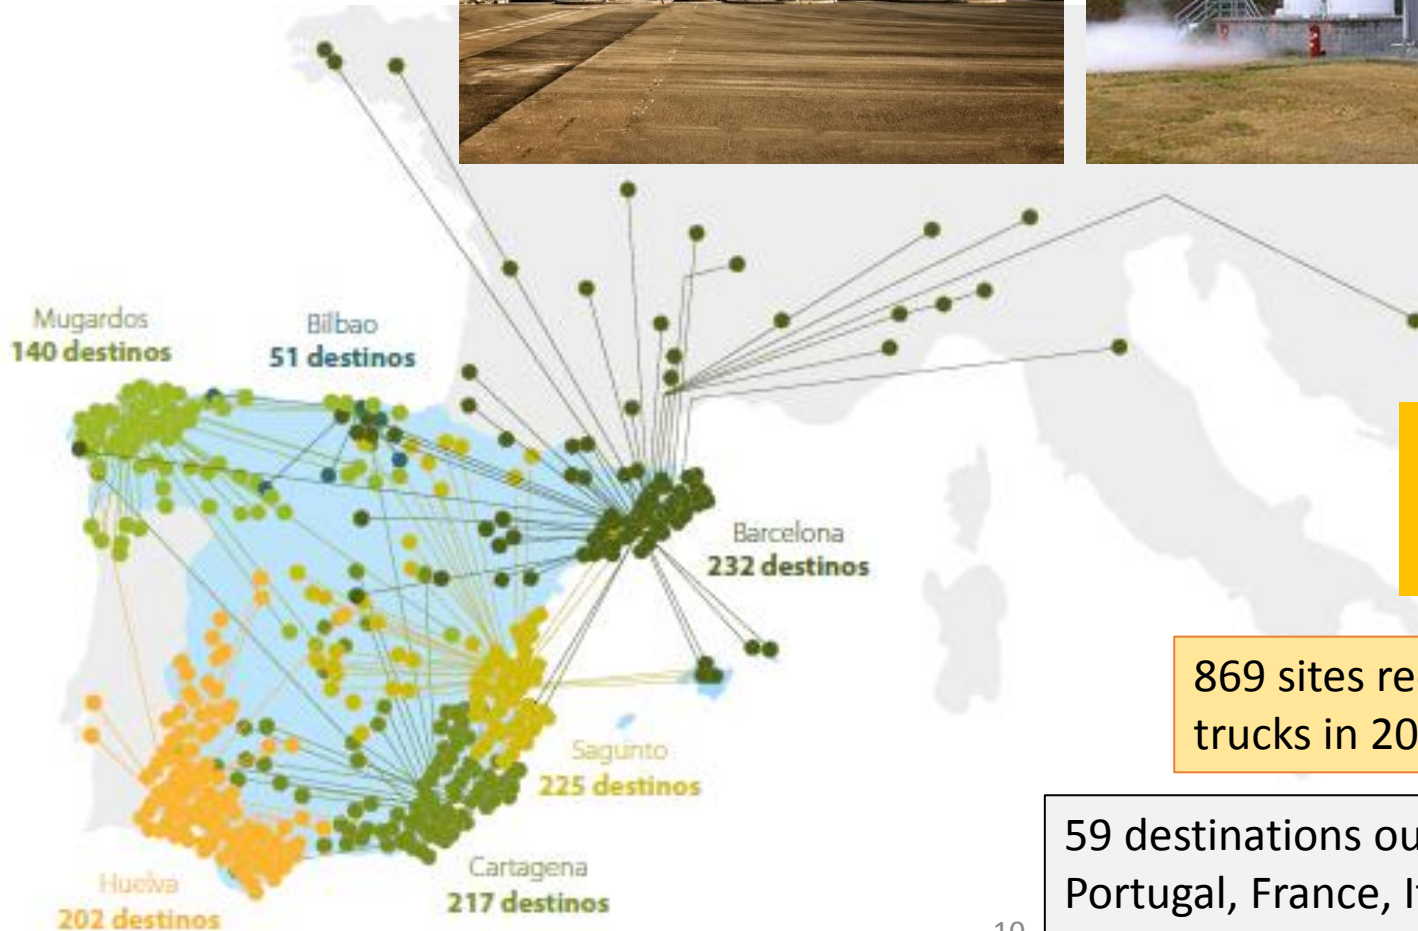 Mugardos
140 destinos
Bilbao
51 destinos
Barcelona
232 destinos
869 sites re
trucks in 20
Sagunto
225 destinos
59 destinations ou
Portugal, France, I
Cartagena
217 destinos
Huelva
202 destinos
10